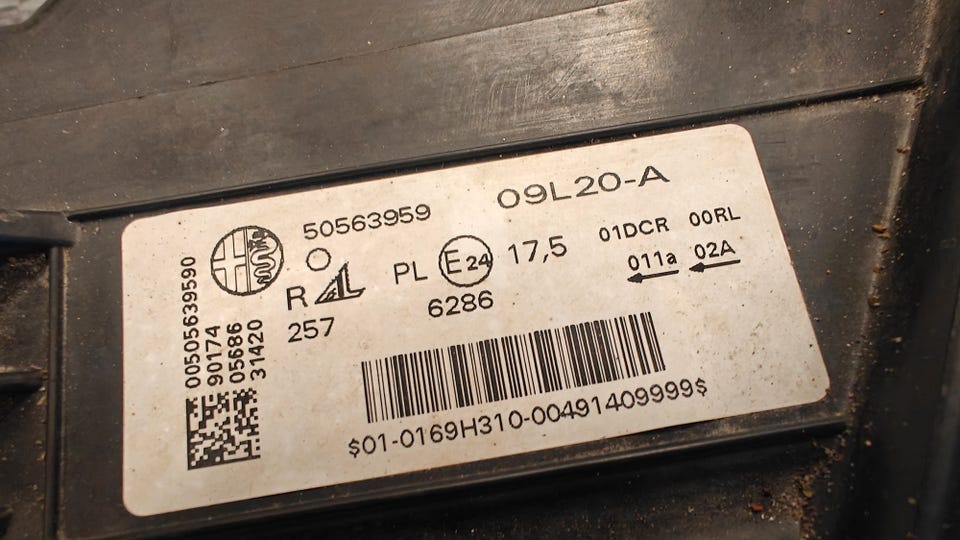 50563959
09L20-A
R
PL
E24
17,5
01DCR 00RL
011a 02A
257
6286
00505639590
90174
05686
31420
$01-0169H310-00491409999$